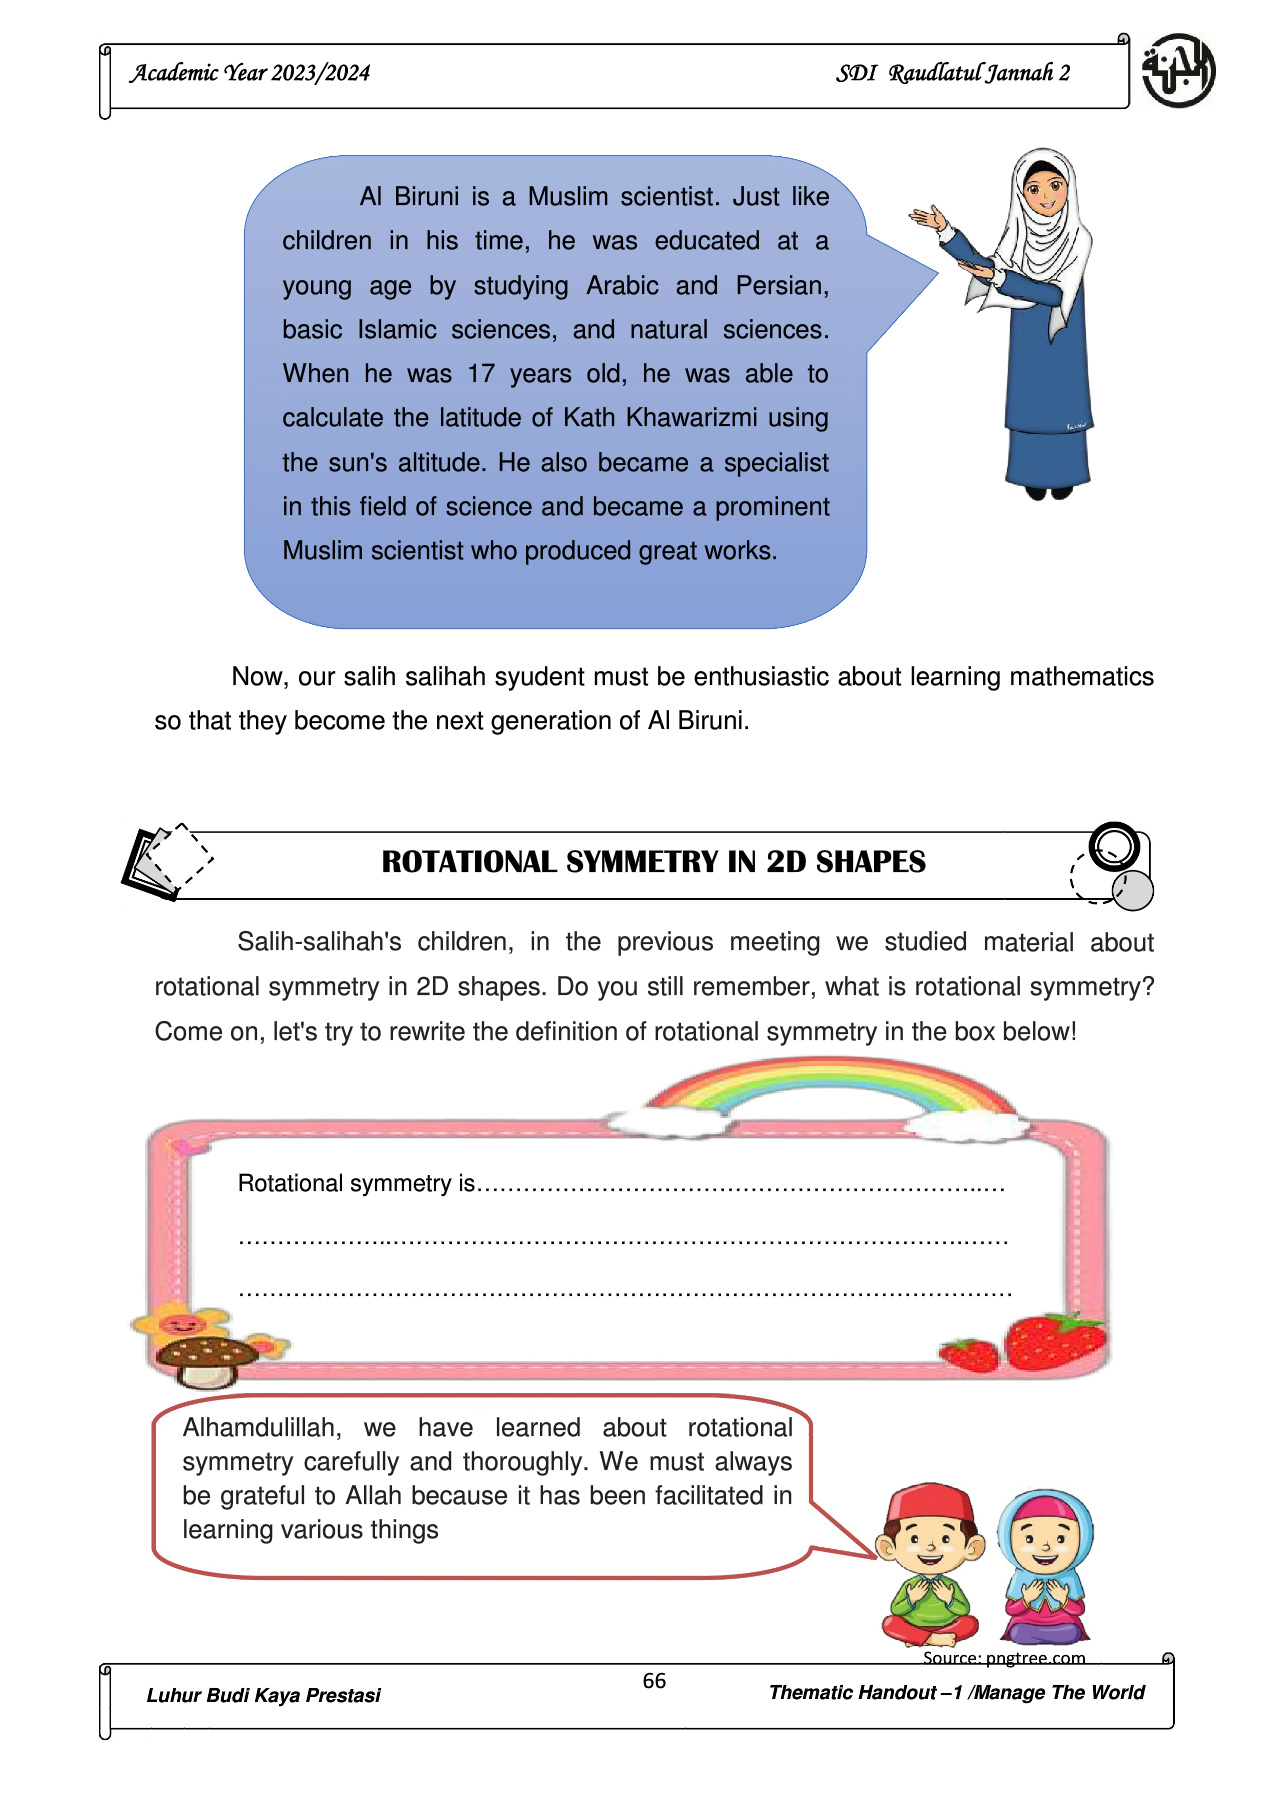 Academic Year 2023/2024
SDI Raudlatul Jannah 2
Al Biruni is a Muslim scientist. Just like
children in his time, he was educated at a
young age by studying Arabic and Persian,
basic Islamic sciences, and natural sciences.
When he was 17 years old, he was able to
calculate the latitude of Kath Khawarizmi using
the sun's altitude. He also became a specialist
in this field of science and became a prominent
Muslim scientist who produced great works.
Now, our salih salihah syudent must be enthusiastic about learning mathematics
so that they become the next generation of Al Biruni.
ROTATIONAL SYMMETRY IN 2D SHAPES
Salih-salihah's children, in the previous meeting we studied material about
rotational symmetry in 2D shapes. Do you still remember, what is rotational symmetry?
Come on, let's try to rewrite the definition of rotational symmetry in the box below!
Rotational symmetry is………………………………………………………..…
………………..………………………………………………………………..……
………………………………………………………………………………………
Alhamdulillah, we have learned about rotational
symmetry carefully and thoroughly. We must always
be grateful to Allah because it has been facilitated in
learning various things
Source: pngtree.com
Luhur Budi Kaya Prestasi
66
Thematic Handout –1 /Manage The World